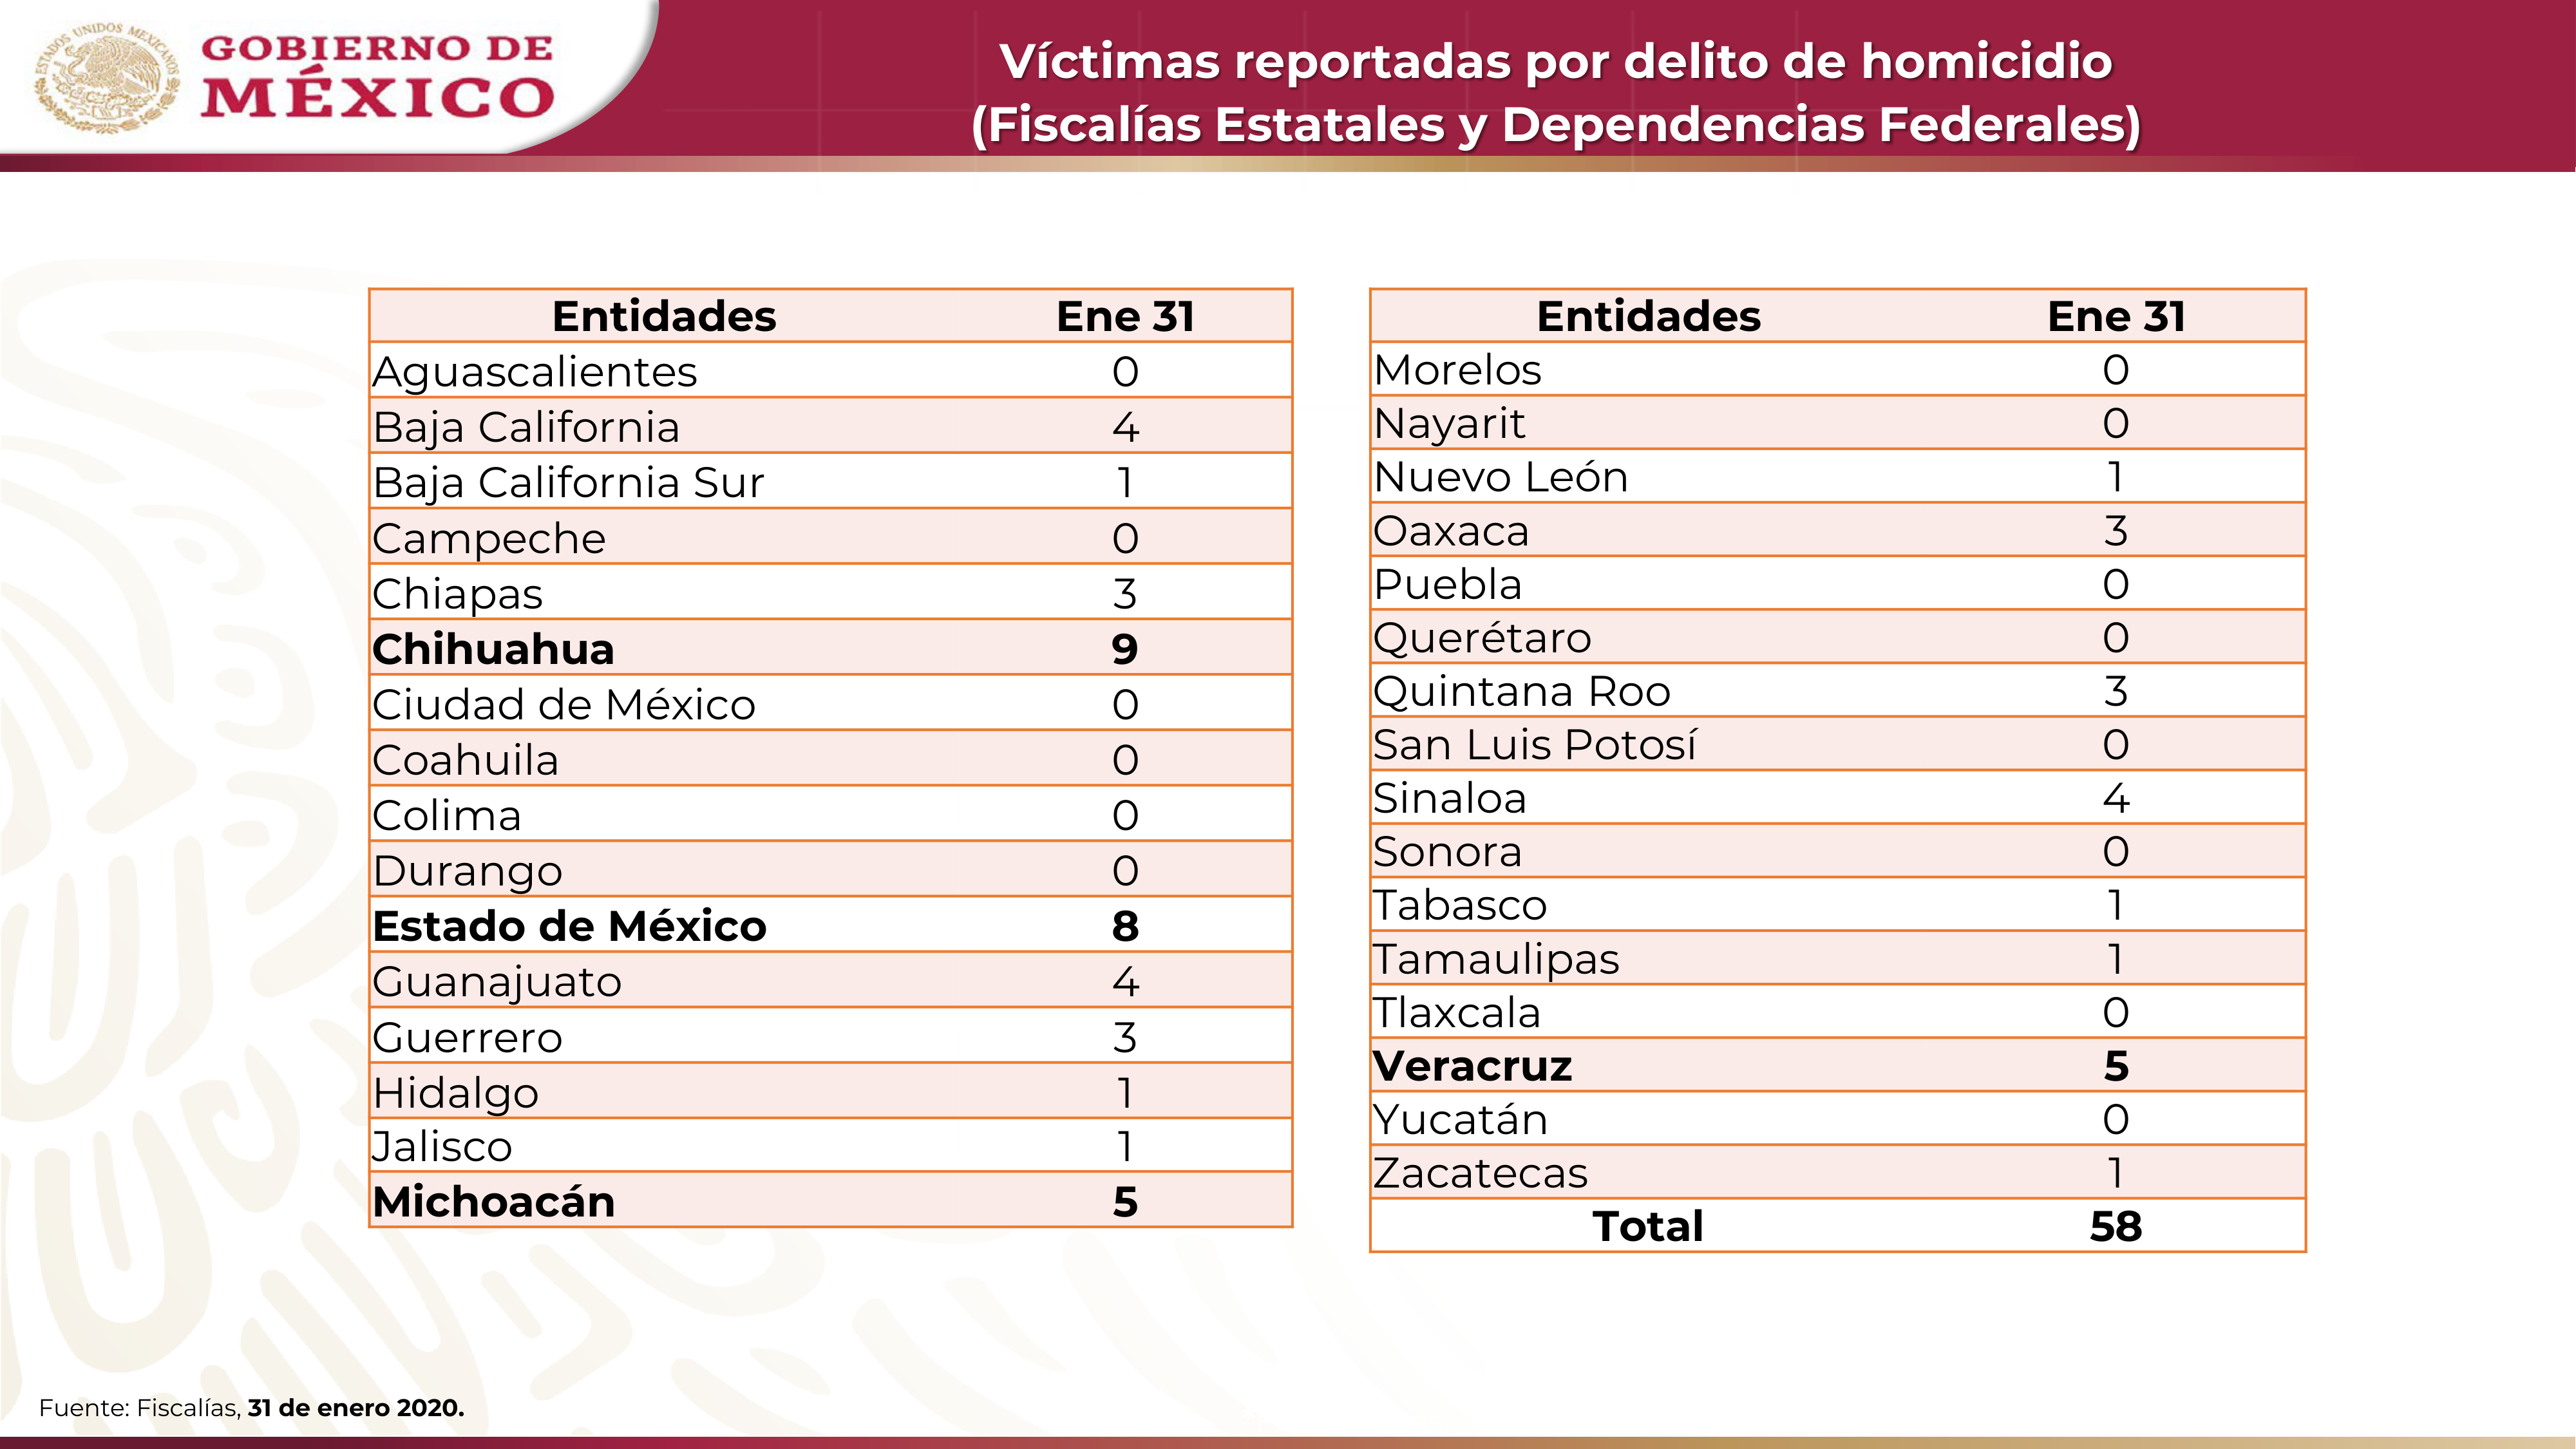 ESTADOS UNIDOS MEXICANOS
GOBIERNO DE
MÉXICO
Víctimas reportadas por delito de homicidio
(Fiscalías Estatales y Dependencias Federales)
Entidades Ene 31
Aguascalientes 0
Baja California 4
Baja California Sur 1
Campeche 0
Chiapas 3
Chihuahua 9
Ciudad de México 0
Coahuila 0
Colima 0
Durango 0
Estado de México 8
Guanajuato 4
Guerrero 3
Hidalgo 1
Jalisco 1
Michoacán 5
Entidades Ene 31
Morelos 0
Nayarit 0
Nuevo León 1
Oaxaca 3
Puebla 0
Querétaro 0
Quintana Roo 3
San Luis Potosí 0
Sinaloa 4
Sonora 0
Tabasco 1
Tamaulipas 1
Tlaxcala 0
Veracruz 5
Yucatán 0
Zacatecas 1
Total 58
Fuente: Fiscalías, 31 de enero 2020.